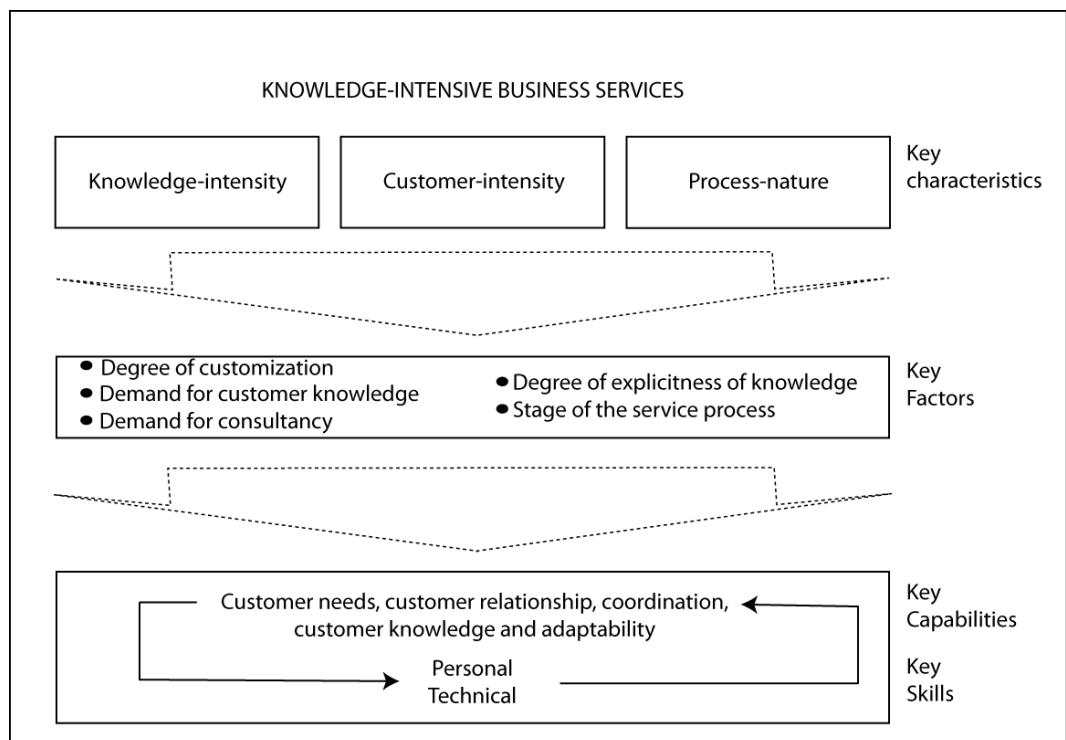 KNOWLEDGE-INTENSIVE BUSINESS SERVICES
Knowledge-intensity
Customer-intensity
Process-nature
Key
characteristics
● Degree of customization
● Demand for customer knowledge
● Demand for consultancy
● Degree of explicitness of knowledge
● Stage of the service process
Key
Factors
Customer needs, customer relationship, coordination,
customer knowledge and adaptability
Key
Capabilities
Personal
Technical
Key
Skills